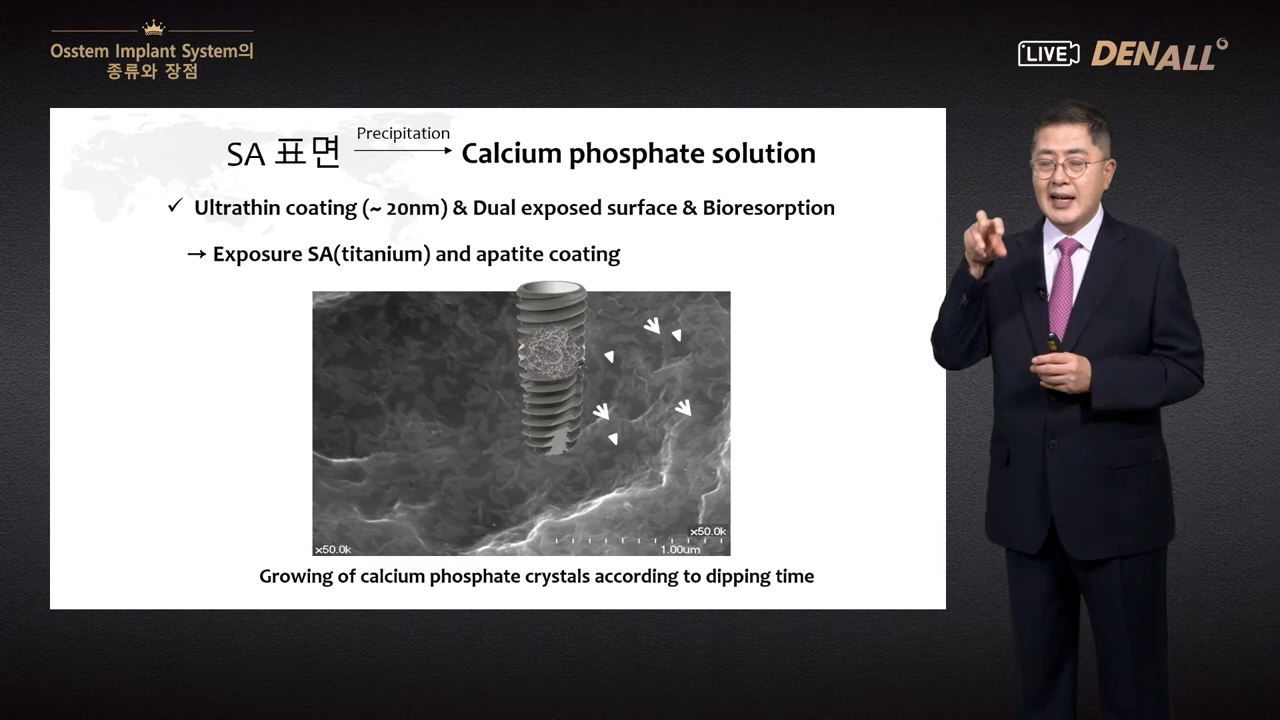 Osstem Implant System의
종류와 장점
LIVE
DENALL
SA 표면
Precipitation
Calcium phosphate solution
✓ Ultrathin coating (~ 20nm) & Dual exposed surface & Bioresorption
→ Exposure SA(titanium) and apatite coating
x50.0k
x50.0k
1.00um
Growing of calcium phosphate crystals according to dipping time